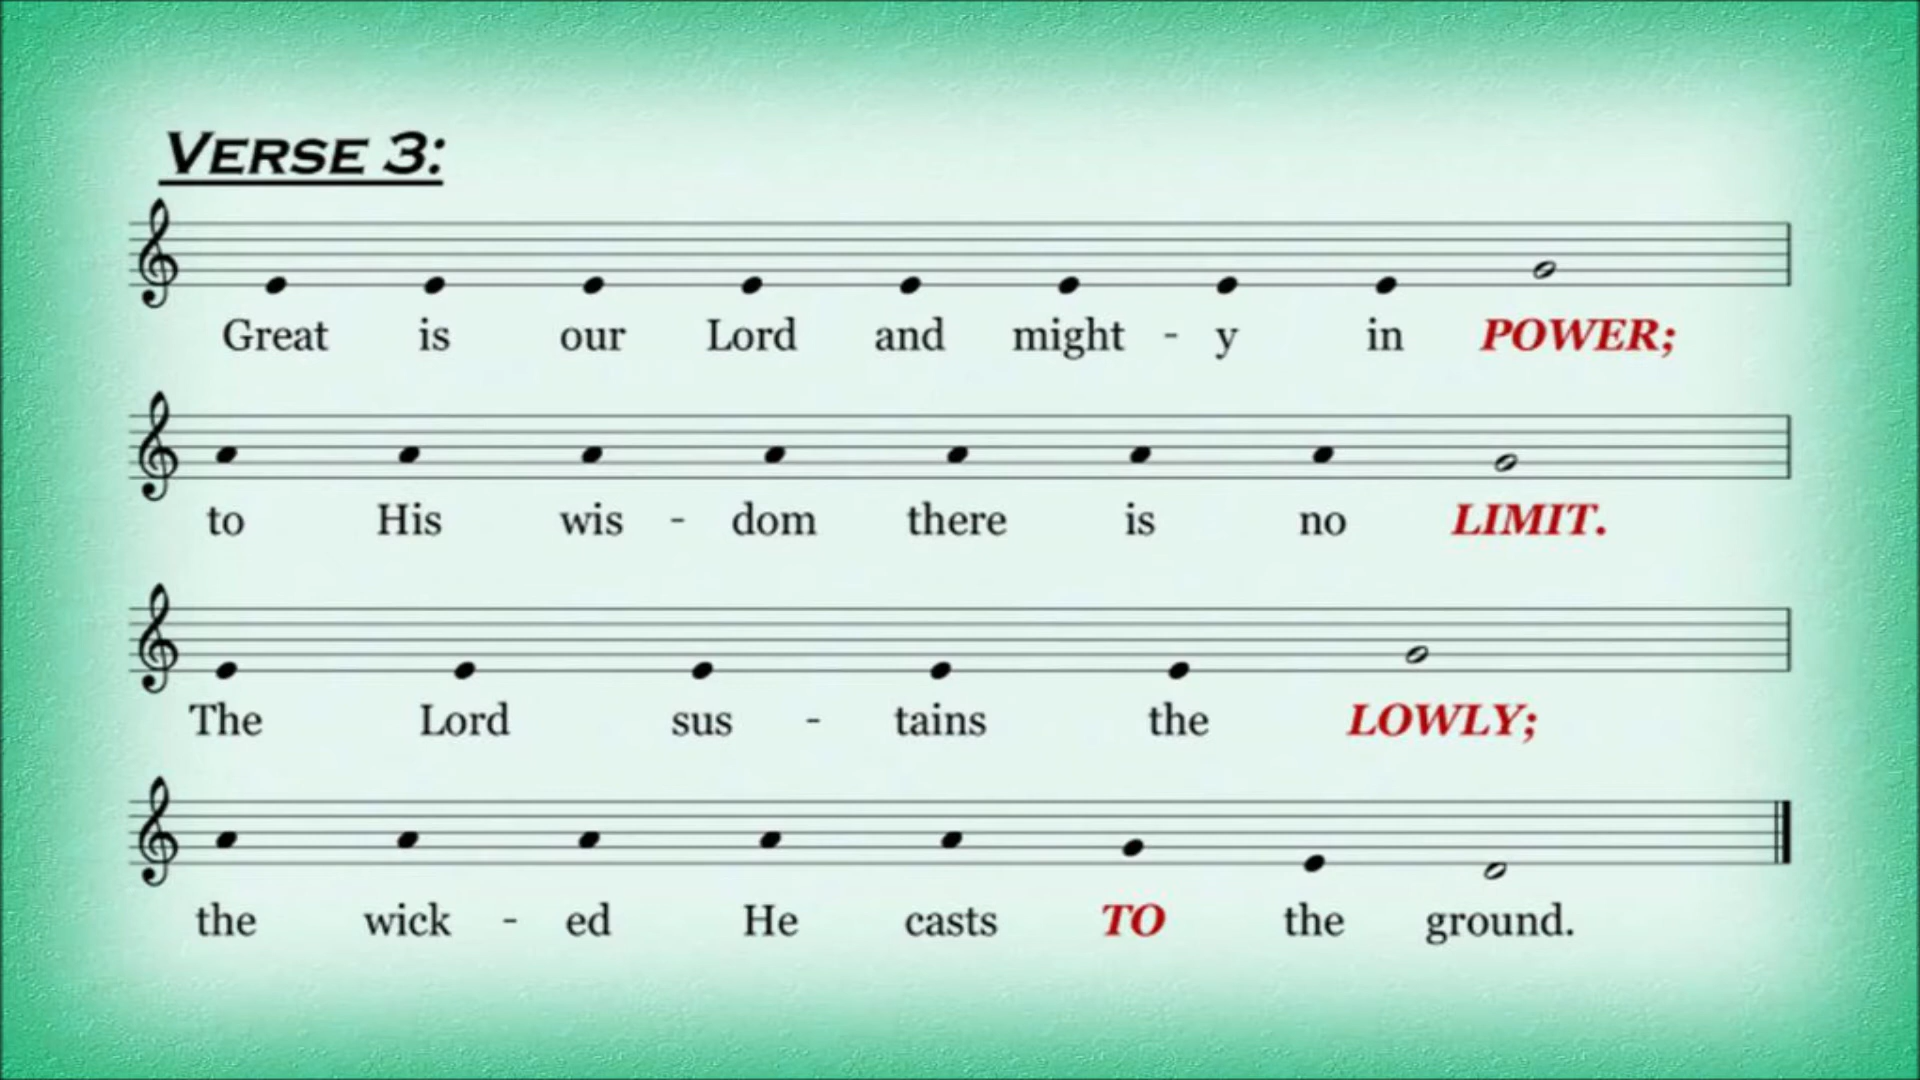 VERSE 3:
Great is our Lord and might - y in POWER;
to His wis - dom there is no LIMIT.
The Lord sus - tains the LOWLY;
the wick - ed He casts TO the ground.